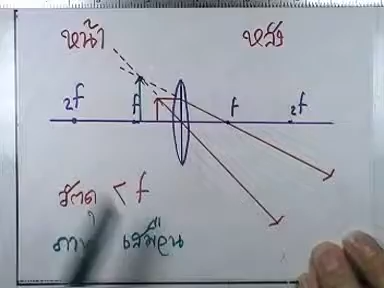 หน้า หลัง
2f f f 2f
วัตถุ < f
ภาพ เสมือน